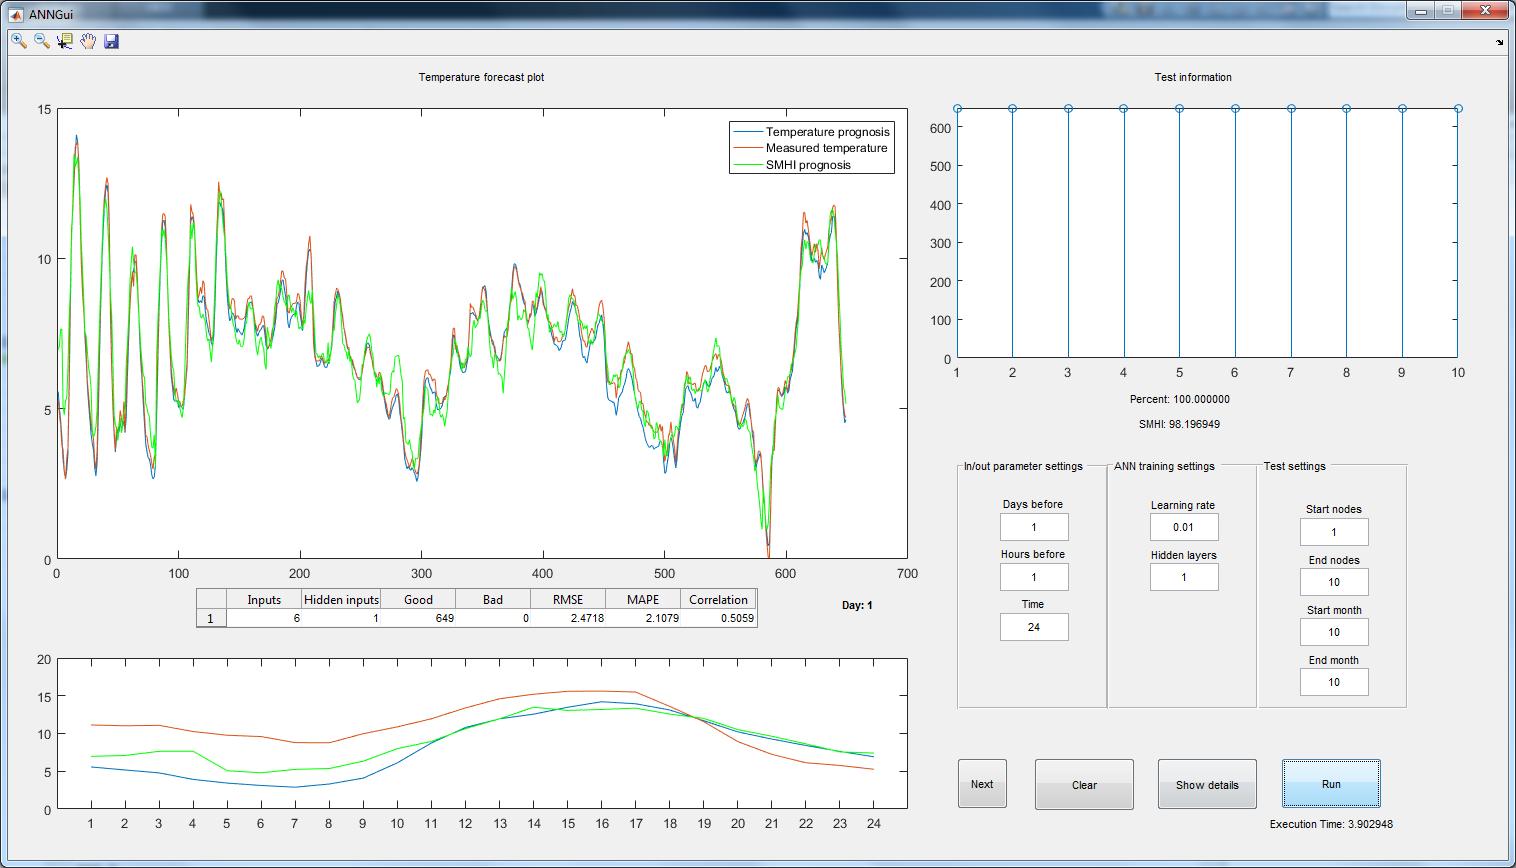 ANNGui
Temperature forecast plot
Test information
15
10
5
0
0 100 200 300 400 500 600 700
Temperature prognosis
Measured temperature
SMHI prognosis
600
500
400
300
200
100
0
1 2 3 4 5 6 7 8 9 10
Percent: 100.000000
SMHI: 98.196949
In/out parameter settings
Days before
1
Hours before
1
Time
24
ANN training settings
Learning rate
0.01
Hidden layers
1
Test settings
Start nodes
1
End nodes
10
Start month
10
End month
10
Inputs Hidden inputs Good Bad RMSE MAPE Correlation
1 6 1 649 0 2.4718 2.1079 0.5059
Day: 1
20
15
10
5
0
1 2 3 4 5 6 7 8 9 10 11 12 13 14 15 16 17 18 19 20 21 22 23 24
Next
Clear
Show details
Run
Execution Time: 3.902948